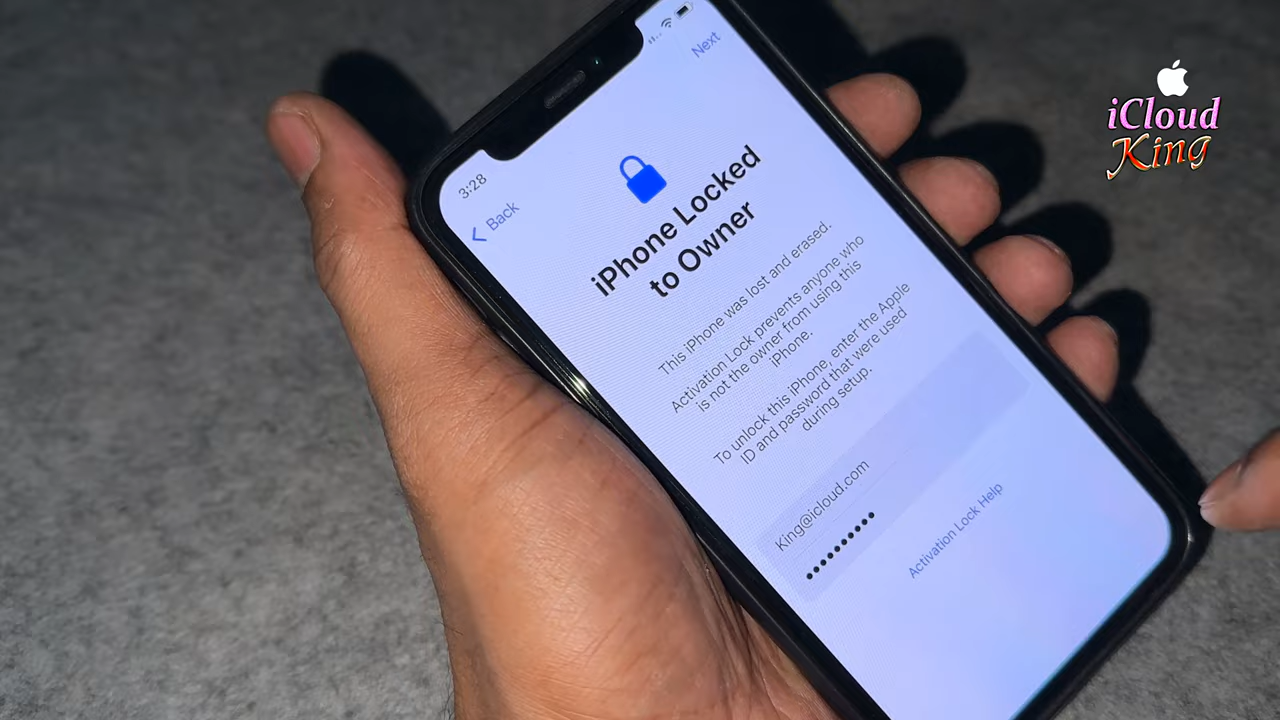 3:28
Next
Back
iPhone Locked
to Owner
This iPhone was lost and erased.
Activation Lock prevents anyone who
is not the owner from using this
iPhone.
To unlock this iPhone, enter the Apple
ID and password that were used
during setup.
King@icloud.com
••••••••••
Activation Lock Help
iCloud
King